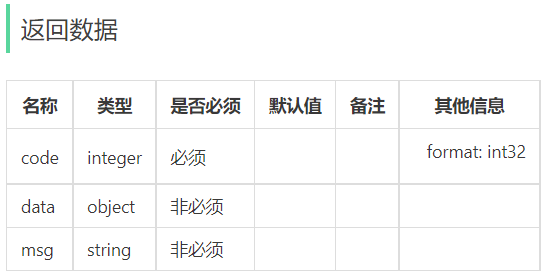 返回数据
名称 类型 是否必须 默认值 备注 其他信息
code integer 必须 format: int32
data object 非必须
msg string 非必须